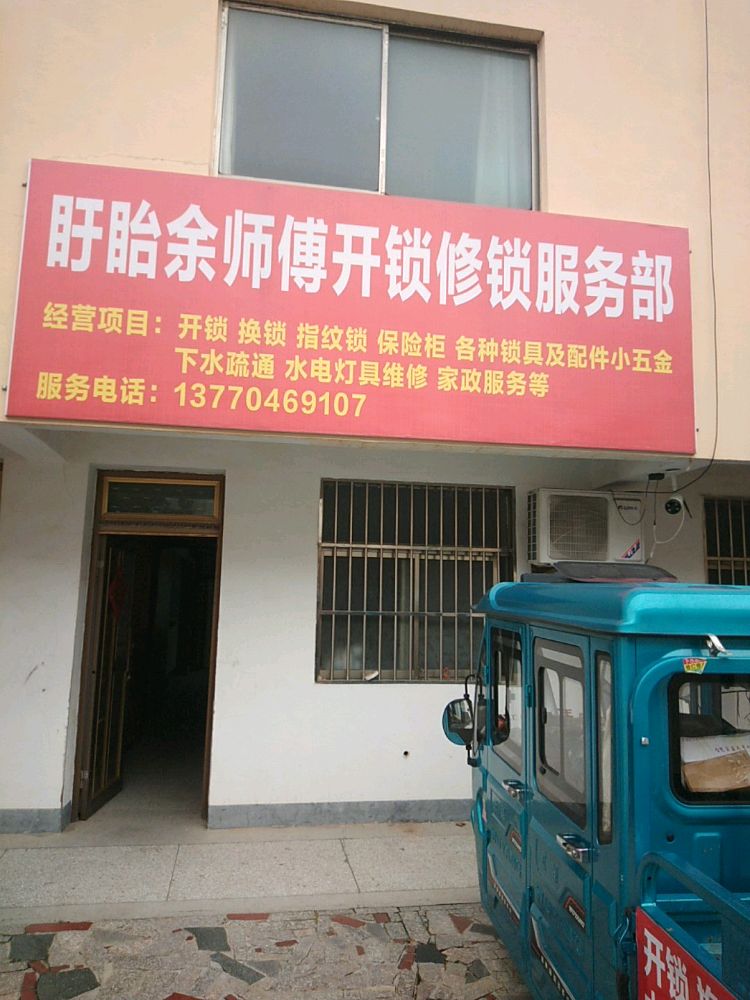 盱眙余师傅开锁修锁服务部
经营项目：开锁 换锁 指纹锁 保险柜 各种锁具及配件小五金
下水疏通 水电灯具维修 家政服务等
服务电话：13770469107
开锁